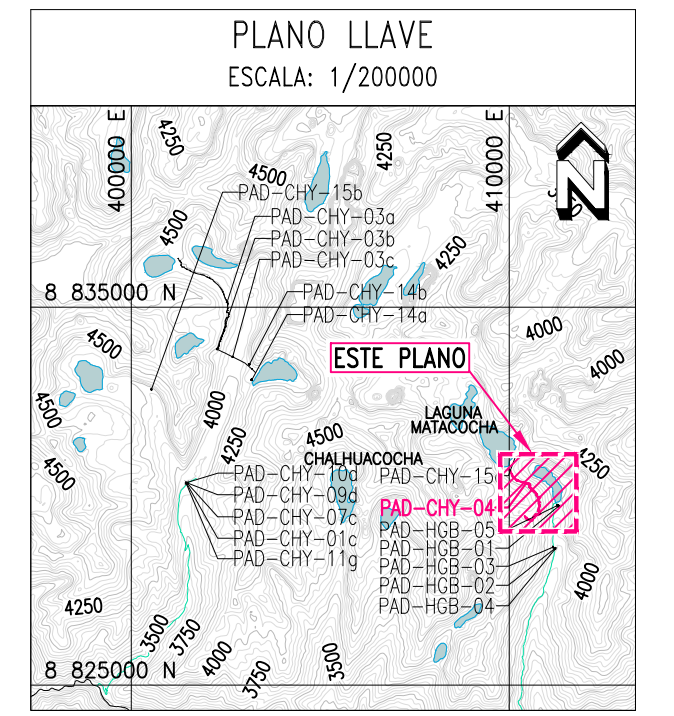 PLANO LLAVE
ESCALA: 1/200000
400000 E
4250
4500
4250
410000 E
N
PAD-CHY-15b
4500
PAD-CHY-03a
PAD-CHY-03b
PAD-CHY-03c
4250
8 835000 N
PAD-CHY-14b
PAD-CHY-14a
4000
4500
ESTE PLANO
4000
4500
4000
LAGUNA
MATACOCHA
4250
4500
CHALHUACOCHA
4250
4500
PAD-CHY-10d
PAD-CHY-15
PAD-CHY-09d
PAD-CHY-04
PAD-CHY-07c
PAD-HGB-05
PAD-CHY-01c
PAD-HGB-01
PAD-CHY-11g
PAD-HGB-03
PAD-HGB-02
4000
PAD-HGB-04
4250
3500
3750
4000
3750
3500
8 825000 N